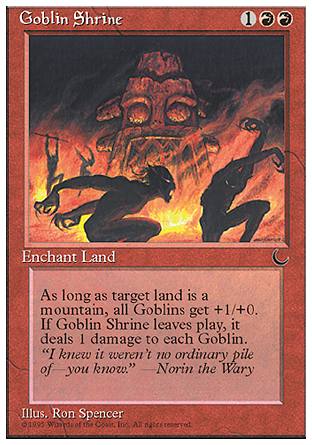 Goblin Shrine 1
Enchant Land
As long as target land is a
mountain, all Goblins get +1/+0.
If Goblin Shrine leaves play, it
deals 1 damage to each Goblin.
"I knew it weren't no ordinary pile
of—you know." —Norin the Wary
Illus. Ron Spencer
©1995 Wizards of the Coast, Inc. All rights reserved.